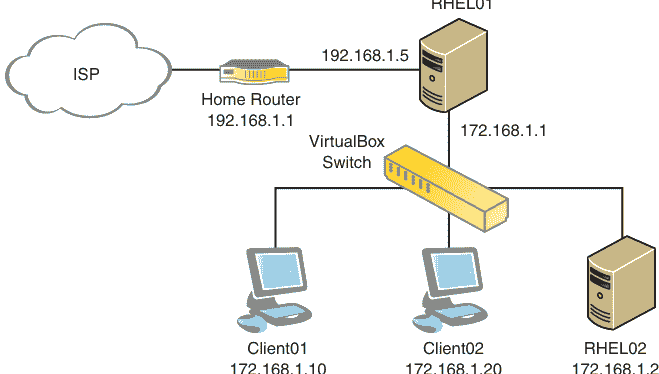 RHEL01
192.168.1.5
ISP
Home Router
192.168.1.1
172.168.1.1
VirtualBox
Switch
Client01
172.168.1.10
Client02
172.168.1.20
RHEL02
172.168.1.2